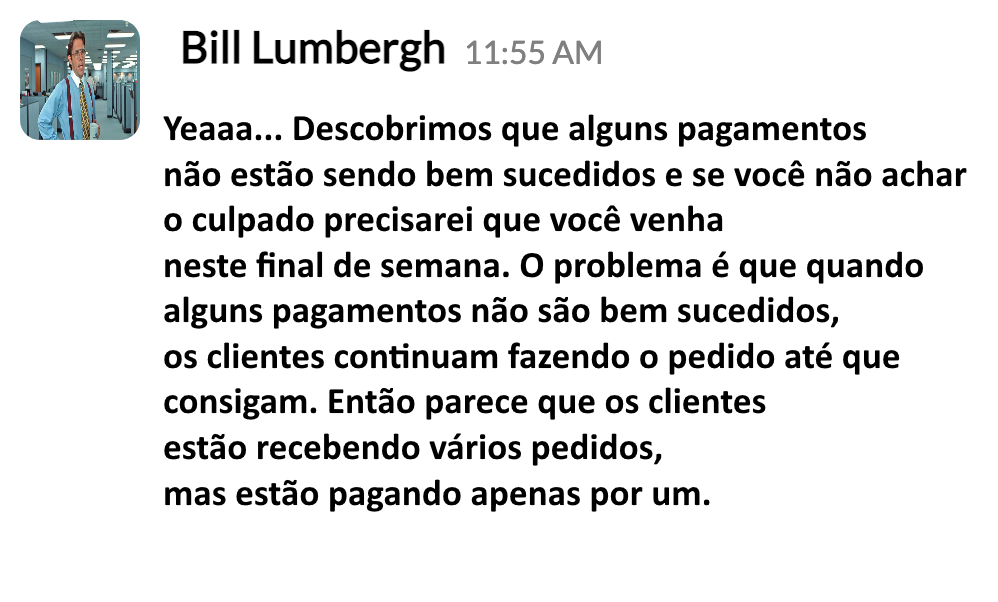 Bill Lumbergh 11:55 AM
Yeaaa... Descobrimos que alguns pagamentos
não estão sendo bem sucedidos e se você não achar
o culpado precisarei que você venha
neste final de semana. O problema é que quando
alguns pagamentos não são bem sucedidos,
os clientes continuam fazendo o pedido até que
consigam. Então parece que os clientes
estão recebendo vários pedidos,
mas estão pagando apenas por um.